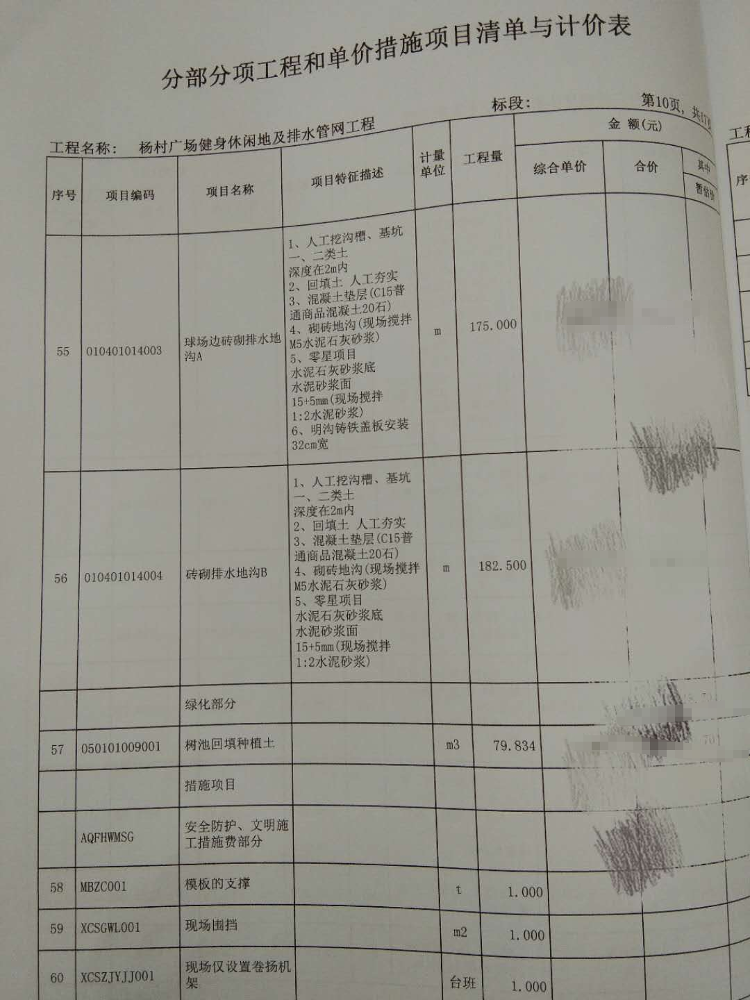 分部分项工程和单价措施项目清单与计价表
工程名称: 杨村广场健身休闲地及排水管网工程
标段:
第10页, 共17页
序号
项目编码
项目名称
项目特征描述
计量
单位
工程量
金 额(元)
综合单价
合价
其中
暂估价
55
010401014003
球场边砖砌排水地
沟A
1、人工挖沟槽、基坑
一、二类土
深度在2m内
2、回填土 人工夯实
3、混凝土垫层(C15普
通商品混凝土20石)
4、砌砖地沟(现场搅拌
M5水泥石灰砂浆)
5、零星项目
水泥石灰砂浆底
水泥砂浆面
15+5mm(现场搅拌
1:2水泥砂浆)
6、明沟铸铁盖板安装
32cm宽
m
175.000
56
010401014004
砖砌排水地沟B
1、人工挖沟槽、基坑
一、二类土
深度在2m内
2、回填土 人工夯实
3、混凝土垫层(C15普
通商品混凝土20石)
4、砌砖地沟(现场搅拌
M5水泥石灰砂浆)
5、零星项目
水泥石灰砂浆底
水泥砂浆面
15+5mm(现场搅拌
1:2水泥砂浆)
m
182.500
绿化部分
57
050101009001
树池回填种植土
m3
79.834
措施项目
AQFHWMSG
安全防护、文明施
工措施费部分
58
MBZC001
模板的支撑
t
1.000
59
XCSGWL001
现场围挡
m2
1.000
60
XCSZJYJJ001
现场仅设置卷扬机
架
台班
1.000
工程
序